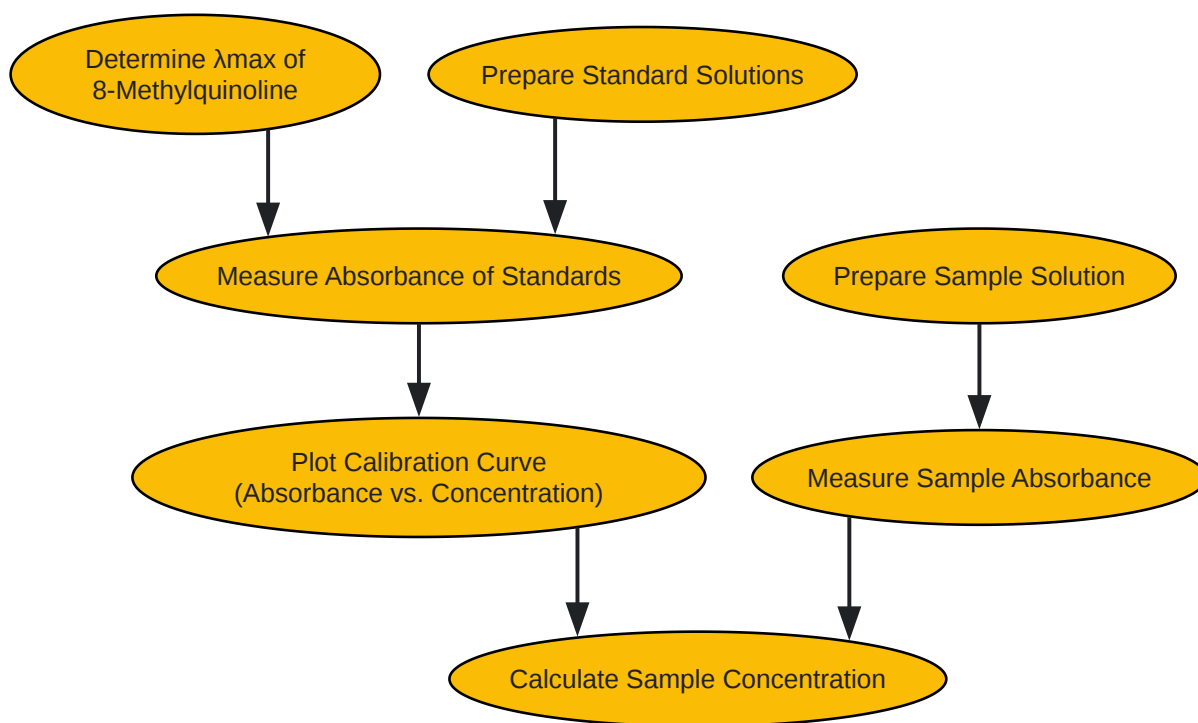 Determine λmax of
8-Methylquinoline
Prepare Standard Solutions
Measure Absorbance of Standards
Prepare Sample Solution
Plot Calibration Curve
(Absorbance vs. Concentration)
Measure Sample Absorbance
Calculate Sample Concentration